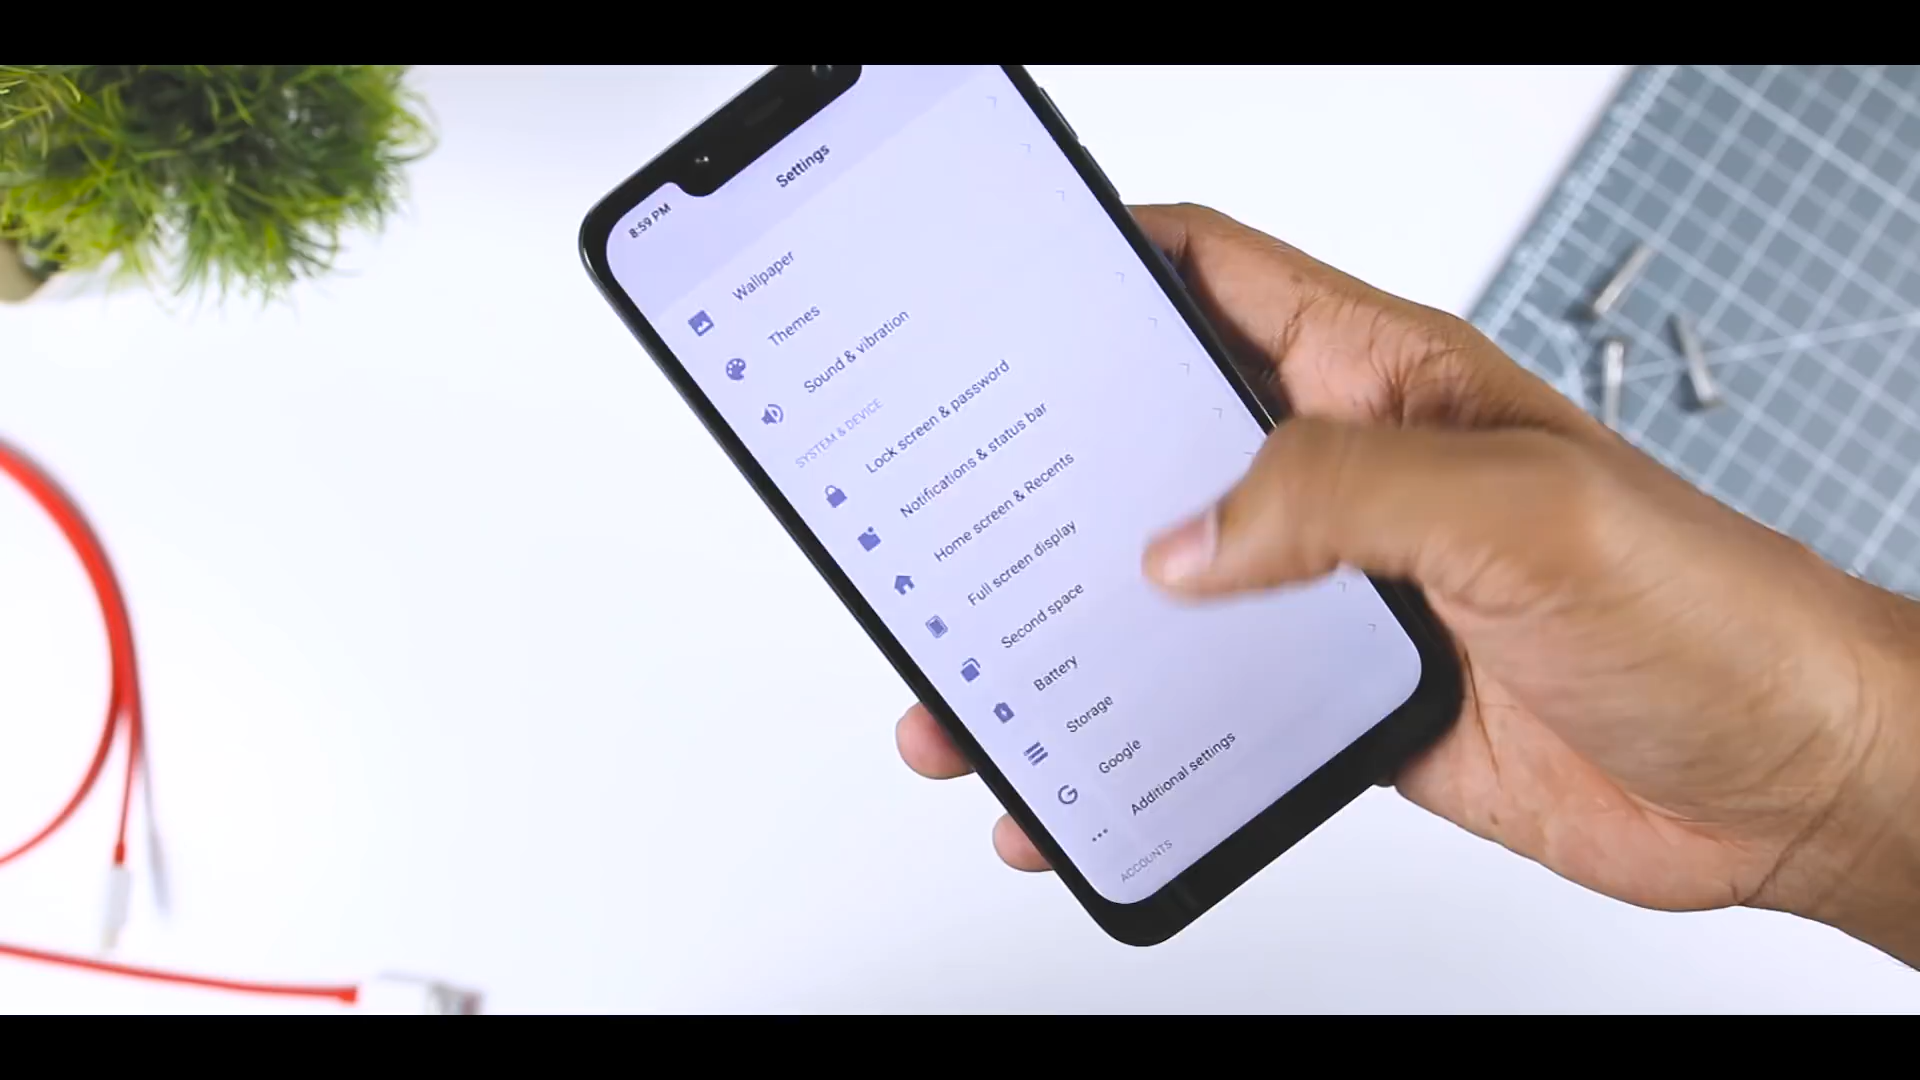 8:59 PM
Settings
Wallpaper
Themes
Sound & vibration
SYSTEM & DEVICE
Lock screen & password
Notifications & status bar
Home screen & Recents
Full screen display
Second space
Battery
Storage
Google
Additional settings
ACCOUNTS